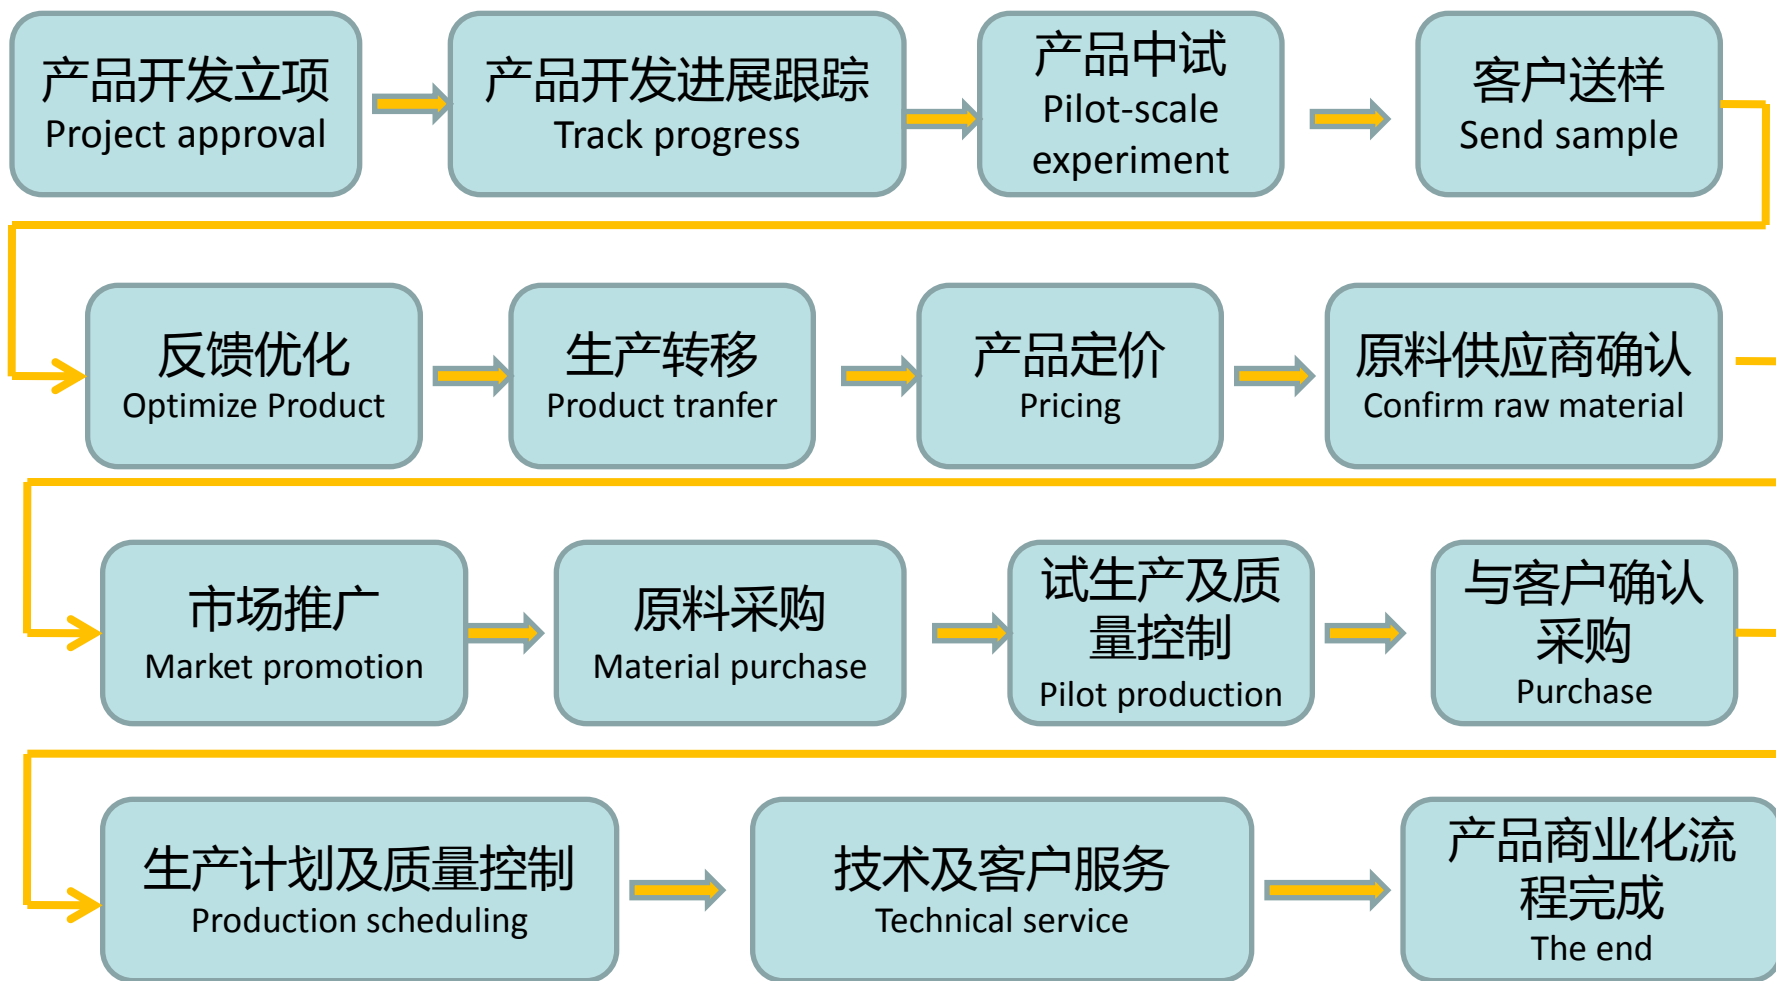 产品开发立项
Project approval
产品开发进展跟踪
Track progress
产品中试
Pilot-scale
experiment
客户送样
Send sample
反馈优化
Optimize Product
生产转移
Product tranfer
产品定价
Pricing
原料供应商确认
Confirm raw material
市场推广
Market promotion
原料采购
Material purchase
试生产及质
量控制
Pilot production
与客户确认
采购
Purchase
生产计划及质量控制
Production scheduling
技术及客户服务
Technical service
产品商业化流
程完成
The end